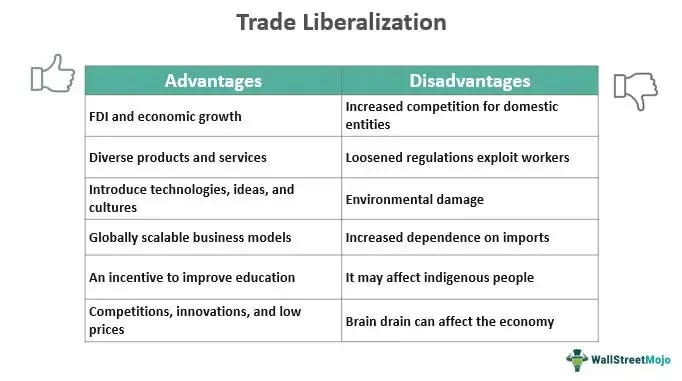 Trade Liberalization
Advantages
Disadvantages
FDI and economic growth
Increased competition for domestic
entities
Diverse products and services
Loosened regulations exploit workers
Introduce technologies, ideas, and
cultures
Environmental damage
Globally scalable business models
Increased dependence on imports
An incentive to improve education
It may affect indigenous people
Competitions, innovations, and low
prices
Brain drain can affect the economy
WallStreetMojo